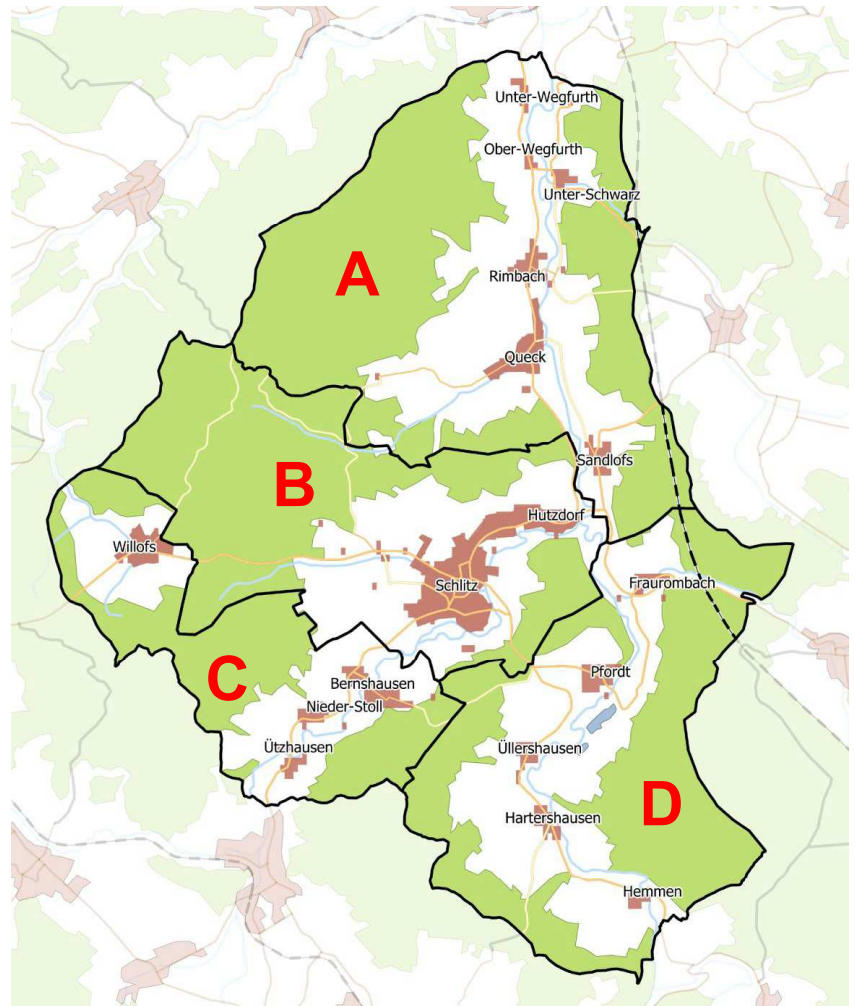 Unter-Wegfurth
Ober-Wegfurth
Unter-Schwarz
A
Rimbach
Queck
Sandlofs
B
Hutzdorf
Willofs
Schlitz
Fraurombach
C
Bernshausen
Pfordt
Nieder-Stoll
Ützhausen
Üllershausen
D
Hartershausen
Hemmen